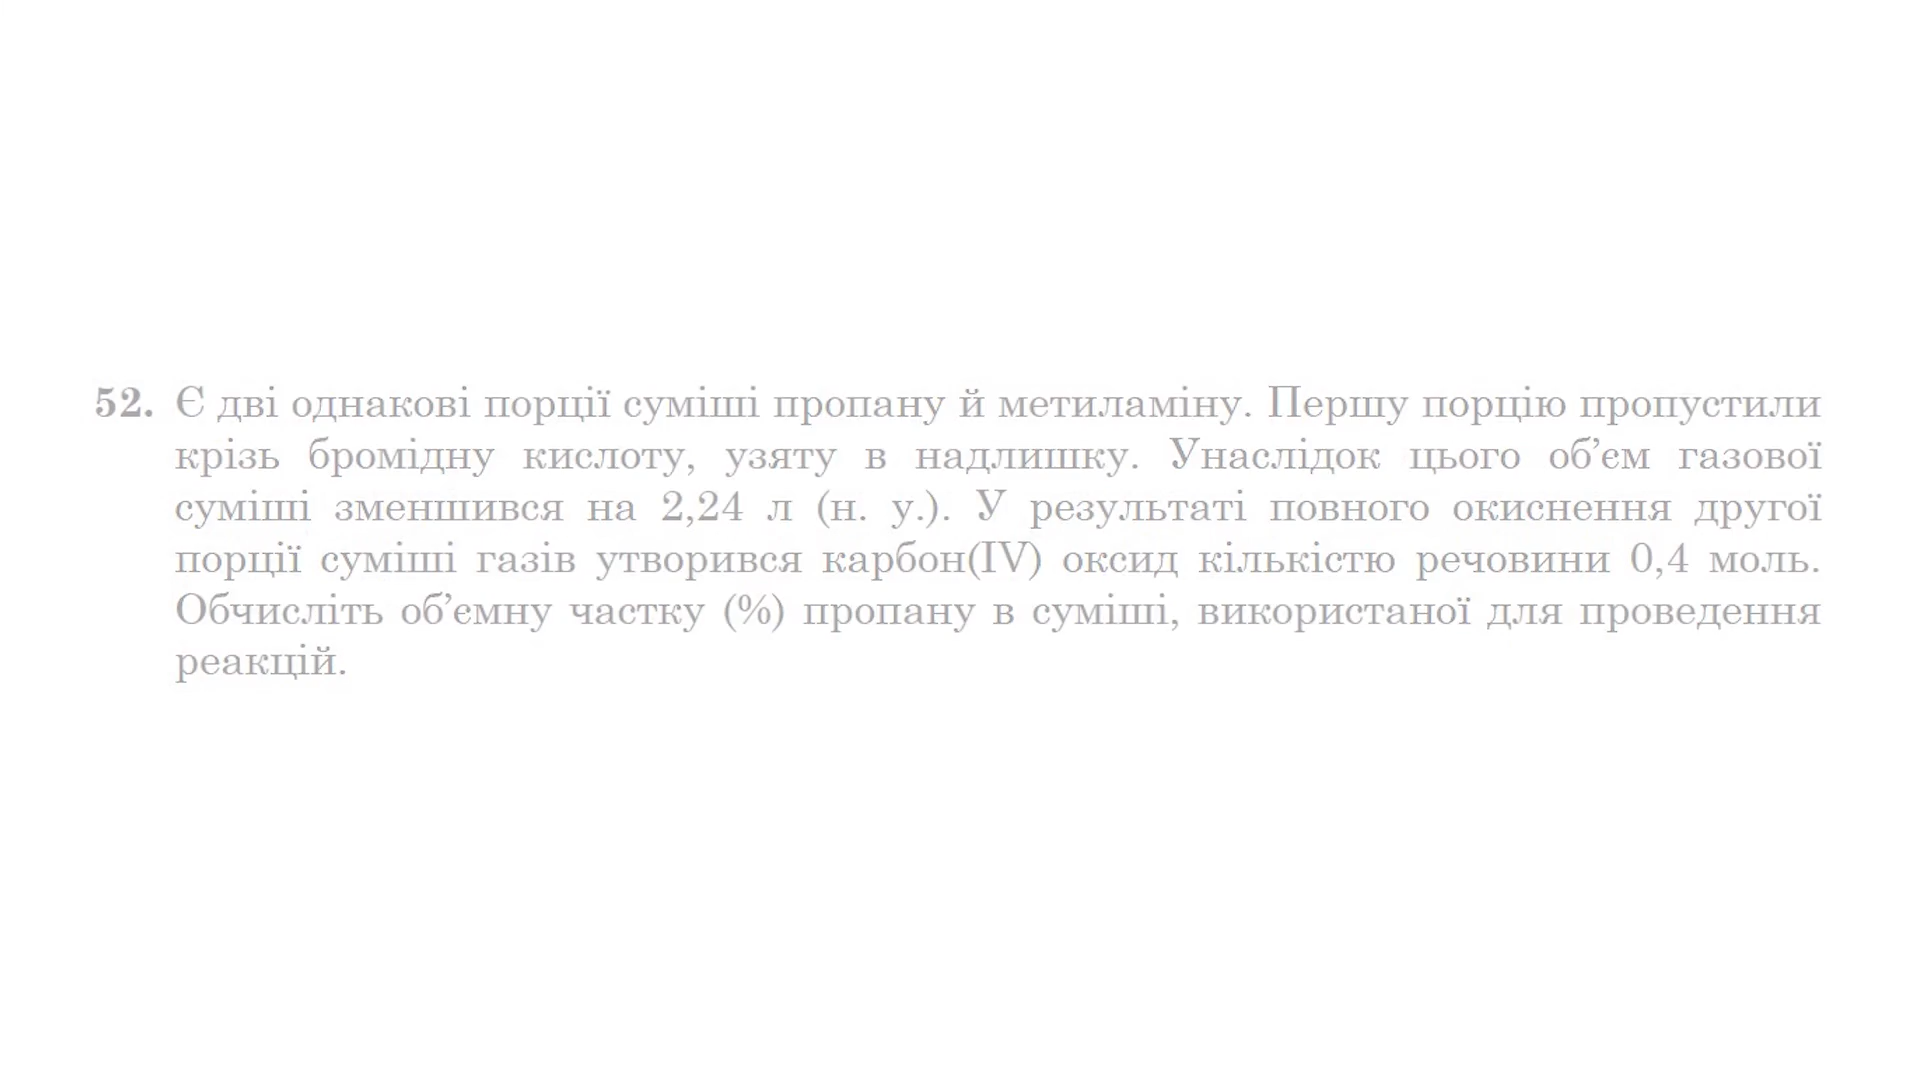 52. Є дві однакові порції суміші пропану й метиламіну. Першу порцію пропустили
крізь бромідну кислоту, узяту в надлишку. Унаслідок цього об’єм газової
суміші зменшився на 2,24 л (н. у.). У результаті повного окиснення другої
порції суміші газів утворився карбон(IV) оксид кількістю речовини 0,4 моль.
Обчисліть об’ємну частку (%) пропану в суміші, використаної для проведення
реакцій.